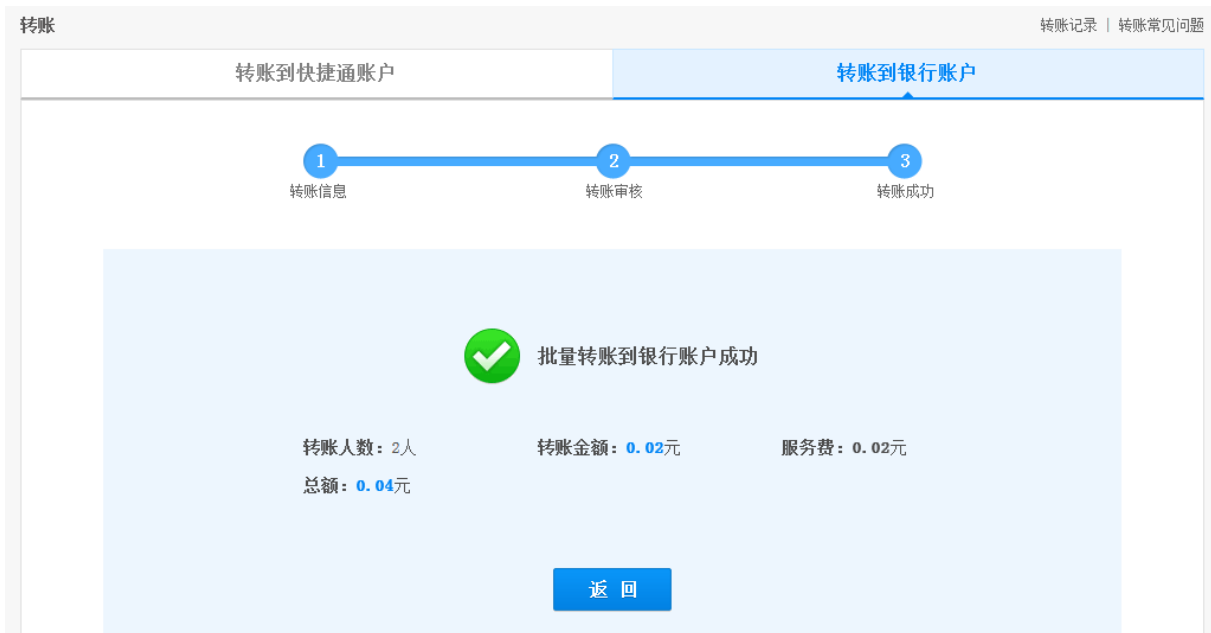 转账 转账记录 | 转账常见问题
转账到快捷通账户 转账到银行账户
1 2 3
转账信息 转账审核 转账成功
批量转账到银行账户成功
转账人数：2人 转账金额：0.02元 服务费：0.02元
总额：0.04元
返 回